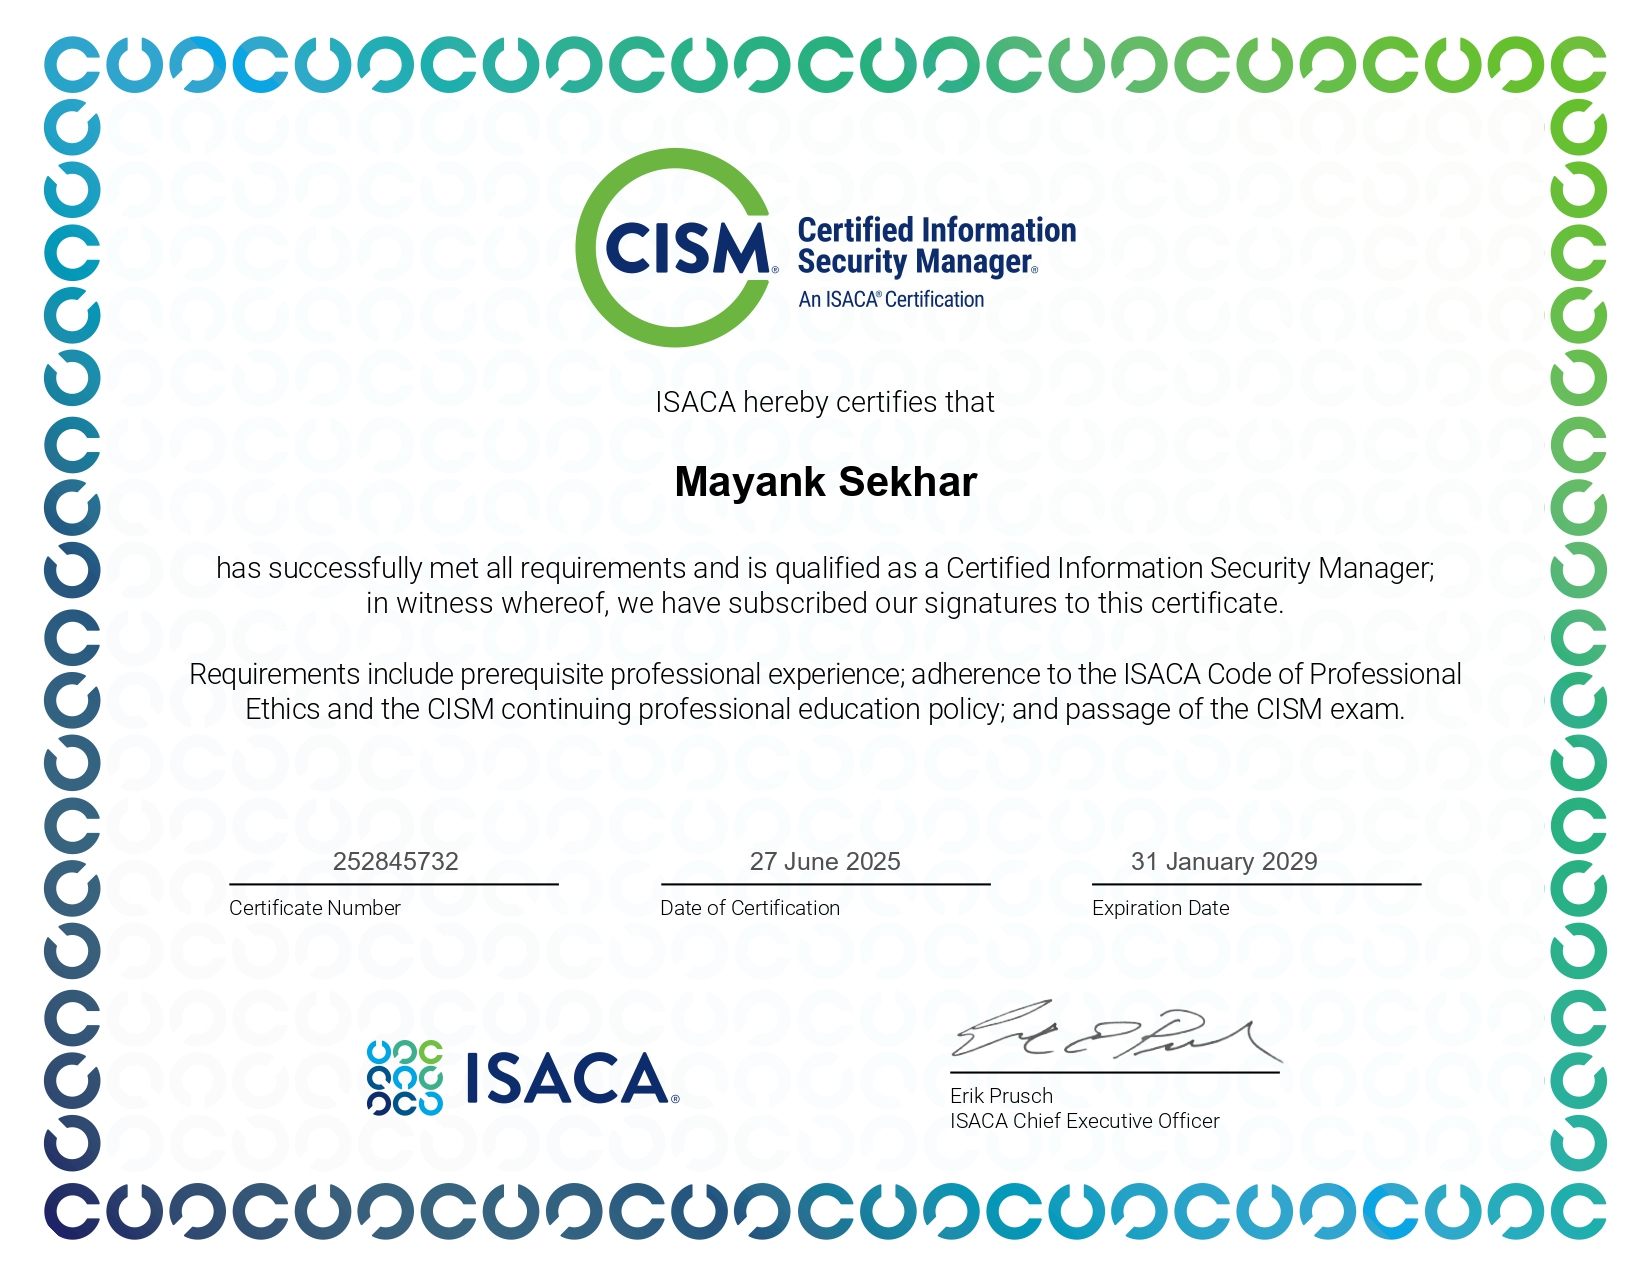 CISM®
Certified Information
Security Manager®
An ISACA® Certification
ISACA hereby certifies that
Mayank Sekhar
has successfully met all requirements and is qualified as a Certified Information Security Manager;
in witness whereof, we have subscribed our signatures to this certificate.
Requirements include prerequisite professional experience; adherence to the ISACA Code of Professional
Ethics and the CISM continuing professional education policy; and passage of the CISM exam.
252845732
Certificate Number
27 June 2025
Date of Certification
31 January 2029
Expiration Date
ISACA®
Erik Prusch
ISACA Chief Executive Officer